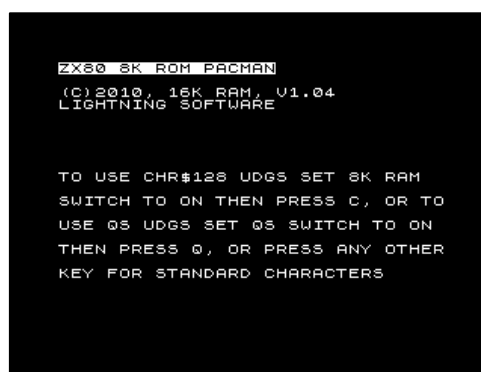 ZX80 8K ROM PACMAN
(C)2010, 16K RAM, V1.04
LIGHTNING SOFTWARE
TO USE CHR$128 UDGS SET 8K RAM
SWITCH TO ON THEN PRESS C, OR TO
USE QS UDGS SET QS SWITCH TO ON
THEN PRESS Q, OR PRESS ANY OTHER
KEY FOR STANDARD CHARACTERS